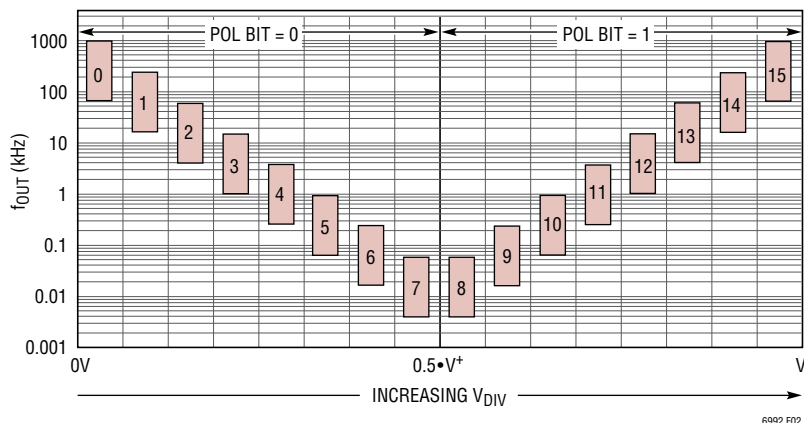 POL BIT = 0 POL BIT = 1
1000
100
10
1
0.1
0.01
0.001
fOUT (kHz)
0 1 2 3 4 5 6 7 8 9 10 11 12 13 14 15
0V 0.5•V⁺ V
INCREASING VDIV
6992 F02